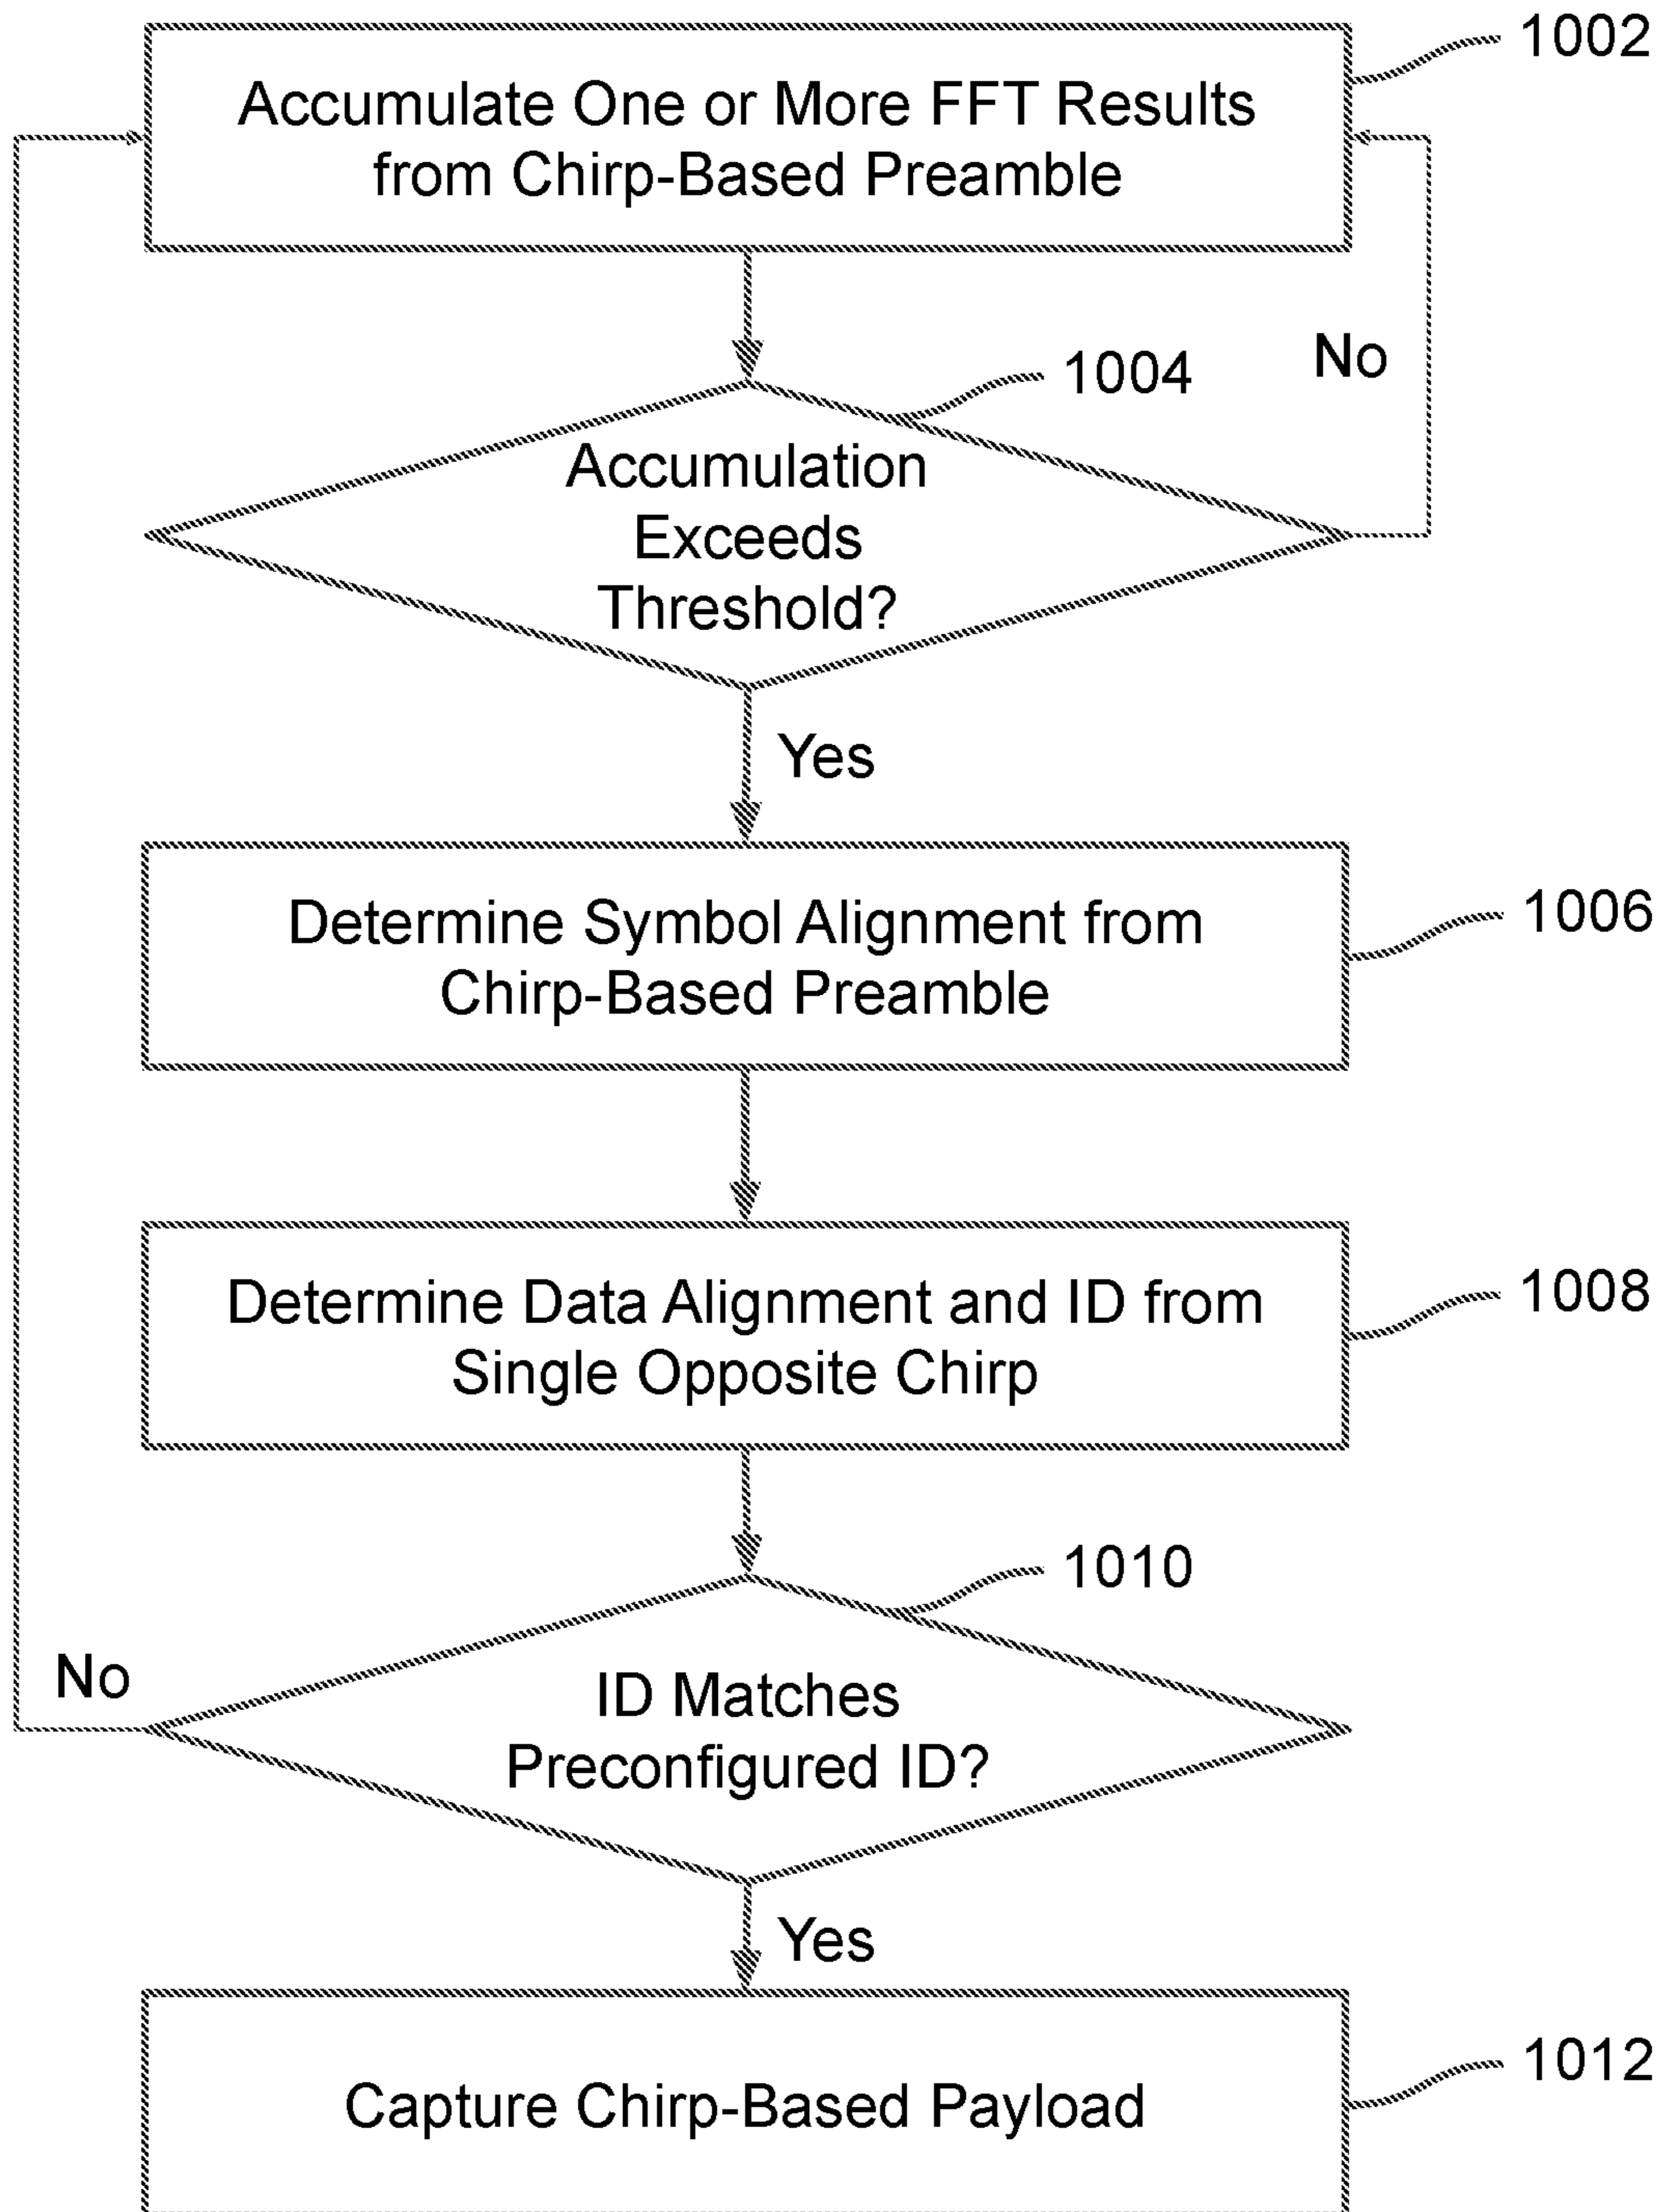 1002
Accumulate One or More FFT Results
from Chirp-Based Preamble
No
1004
Accumulation
Exceeds
Threshold?
Yes
1006
Determine Symbol Alignment from
Chirp-Based Preamble
1008
Determine Data Alignment and ID from
Single Opposite Chirp
1010
No
ID Matches
Preconfigured ID?
Yes
1012
Capture Chirp-Based Payload